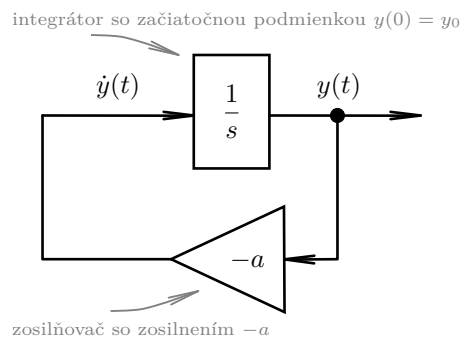 integrátor so začiatočnou podmienkou y(0) = y₀
ẏ(t)
1/s
y(t)
−a
zosilňovač so zosilnením −a